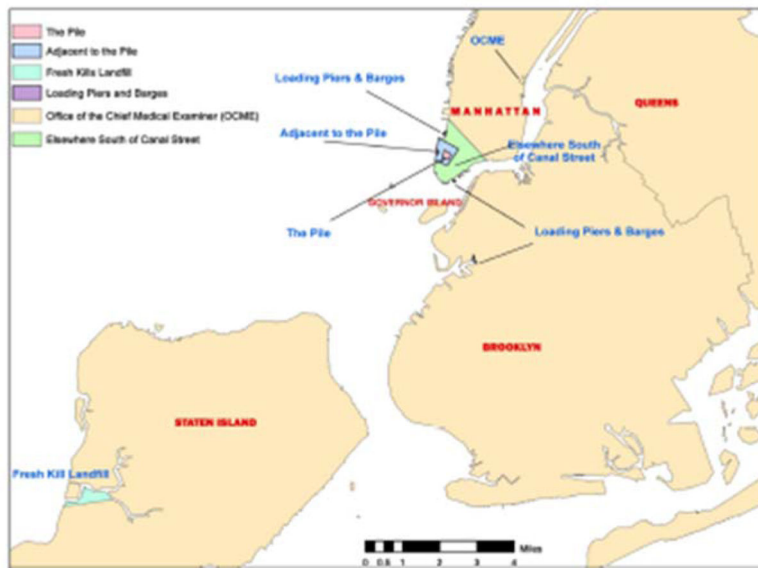 The Pile
Adjacent to the Pile
Fresh Kills Landfill
Loading Piers and Barges
Office of the Chief Medical Examiner (OCME)
Elsewhere South of Canal Street
OCME
Loading Piers & Barges
MANHATTAN
QUEENS
Adjacent to the Pile
Elsewhere South
of Canal Street
GOVERNOR ISLAND
The Pile
Loading Piers & Barges
BROOKLYN
STATEN ISLAND
Fresh Kill Landfill
Miles
0 0.5 1 2 3 4